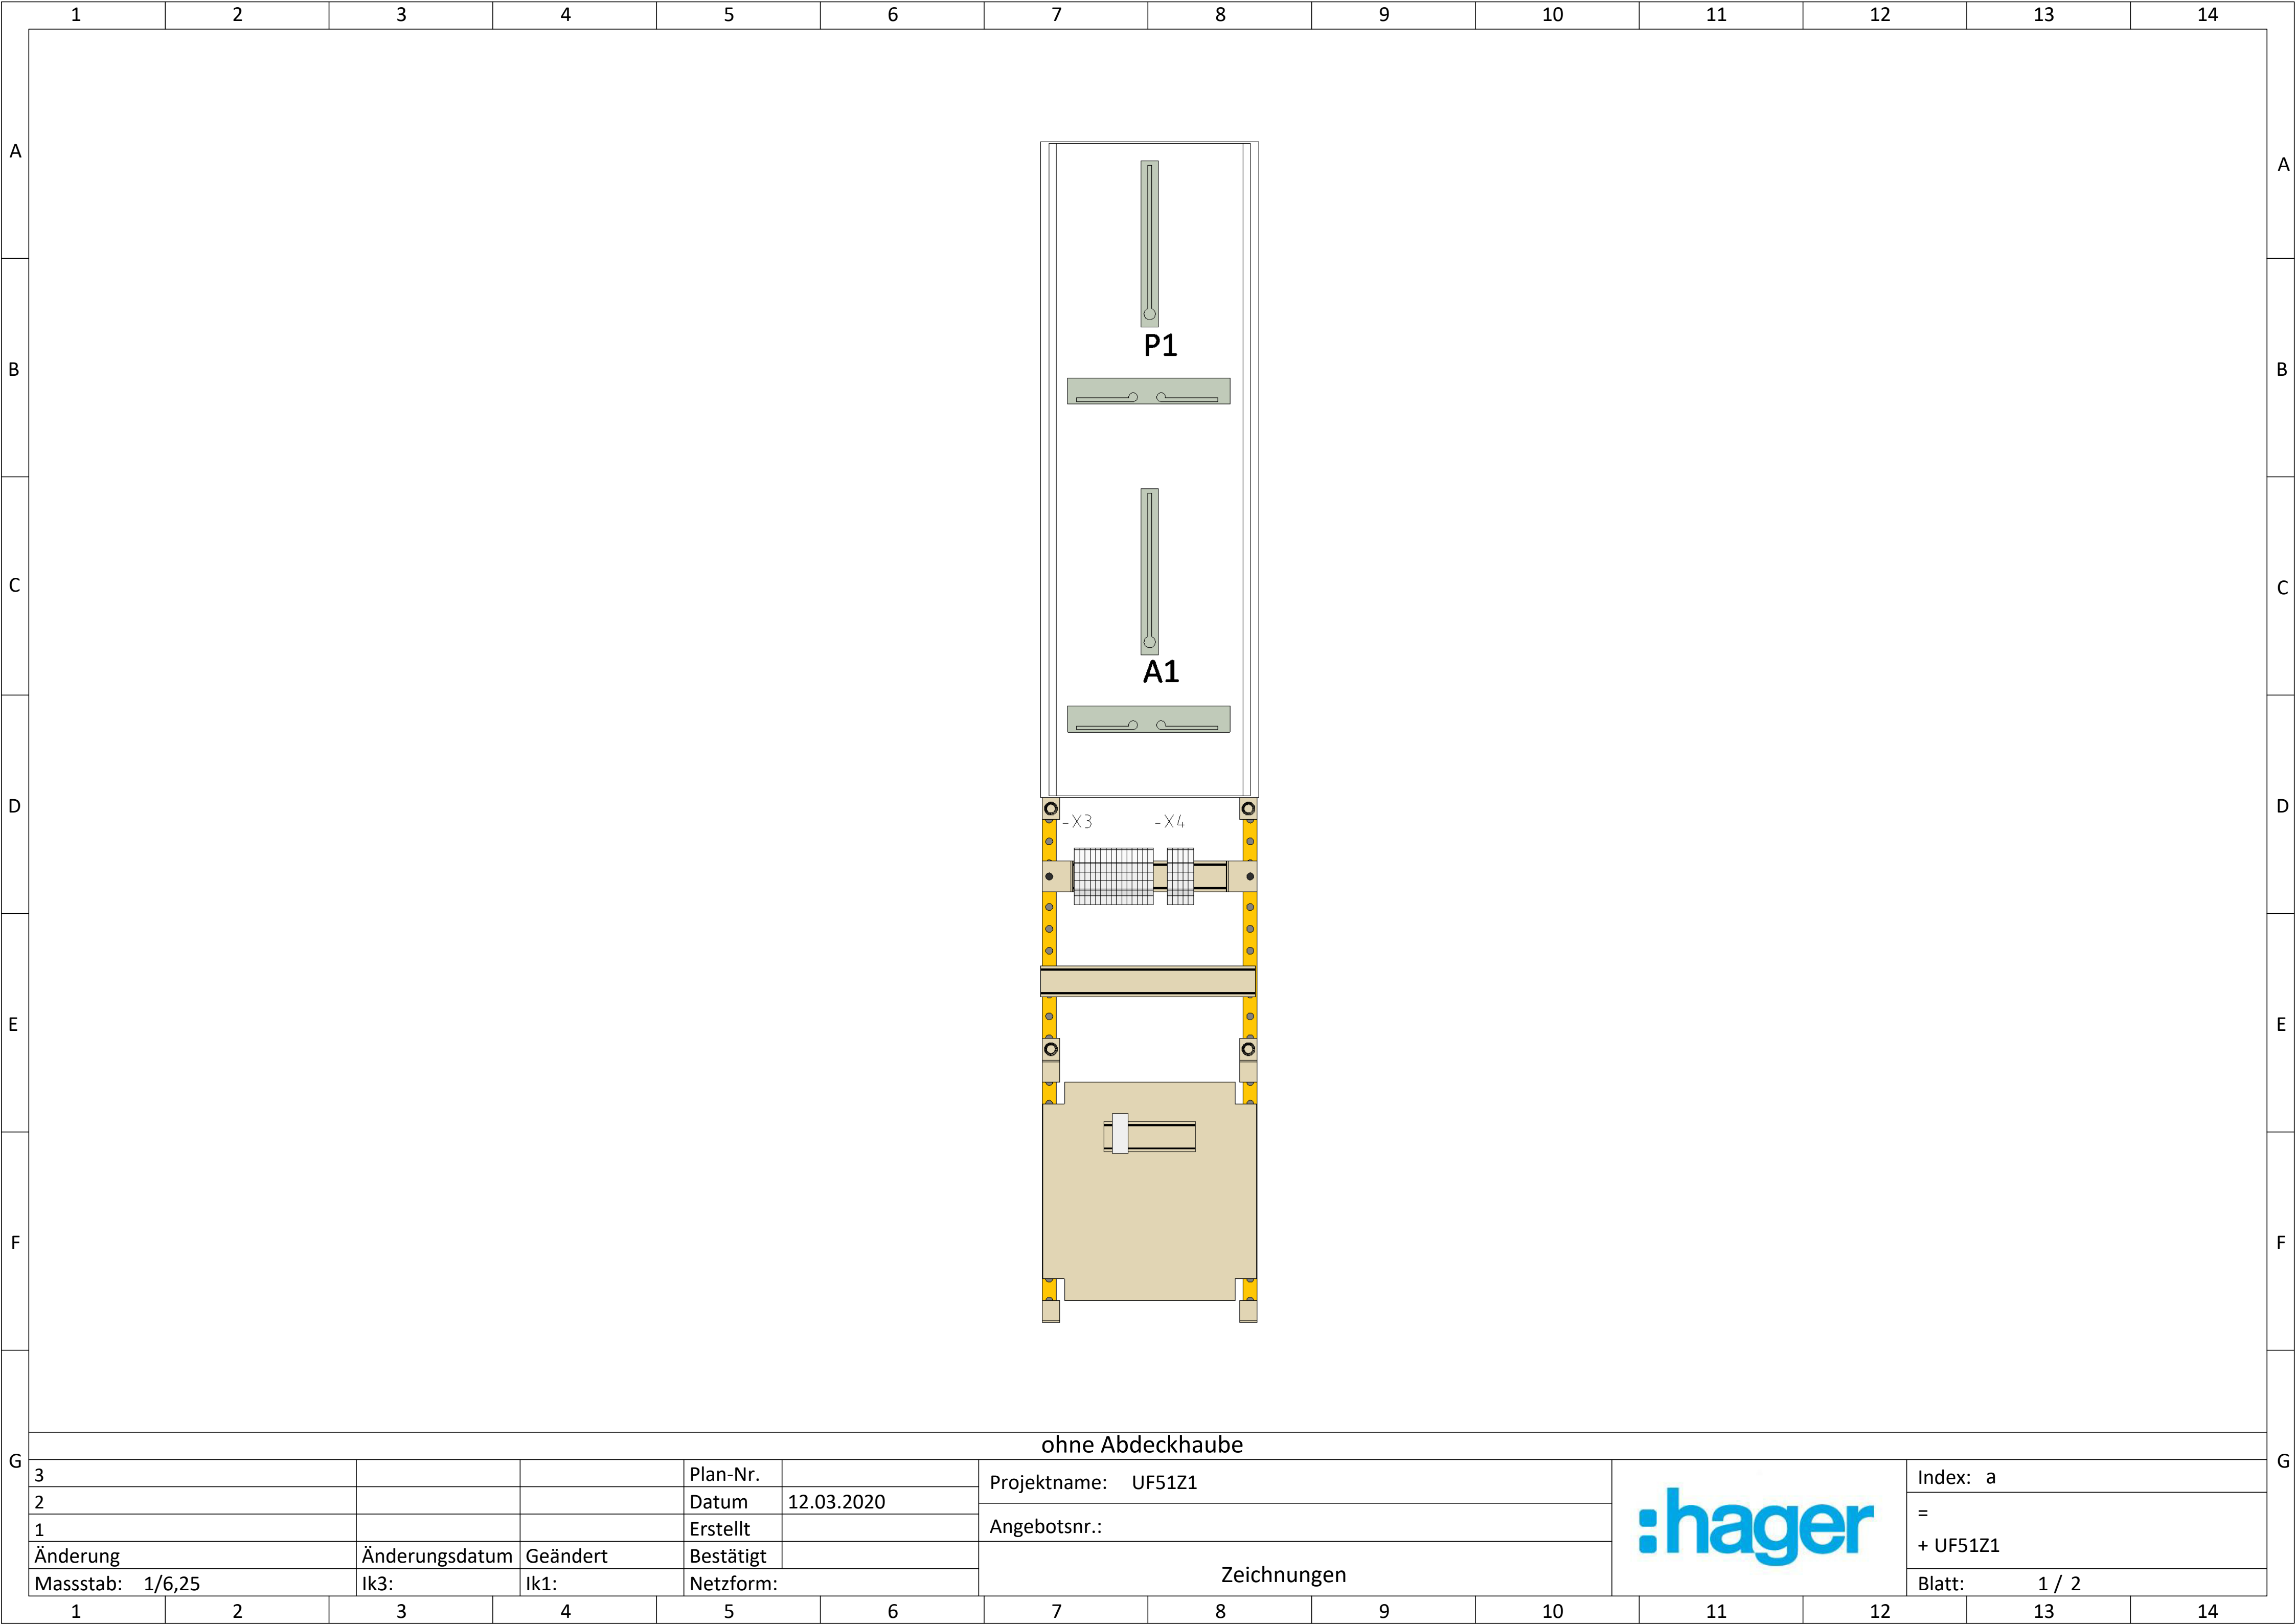 1 2 3 4 5 6 7 8 9 10 11 12 13 14
A A
P1
B B
C C
A1
D D
-X3 -X4
E E
F F
ohne Abdeckhaube
G G
3 Plan-Nr.
Projektname: UF51Z1
Index: a
2 Datum 12.03.2020
=
1 Erstellt
Angebotsnr.:
:hager
+ UF51Z1
Änderung Änderungsdatum Geändert Bestätigt
Zeichnungen
Massstab: 1/6,25 Ik3: Ik1: Netzform:
Blatt: 1 / 2
1 2 3 4 5 6 7 8 9 10 11 12 13 14